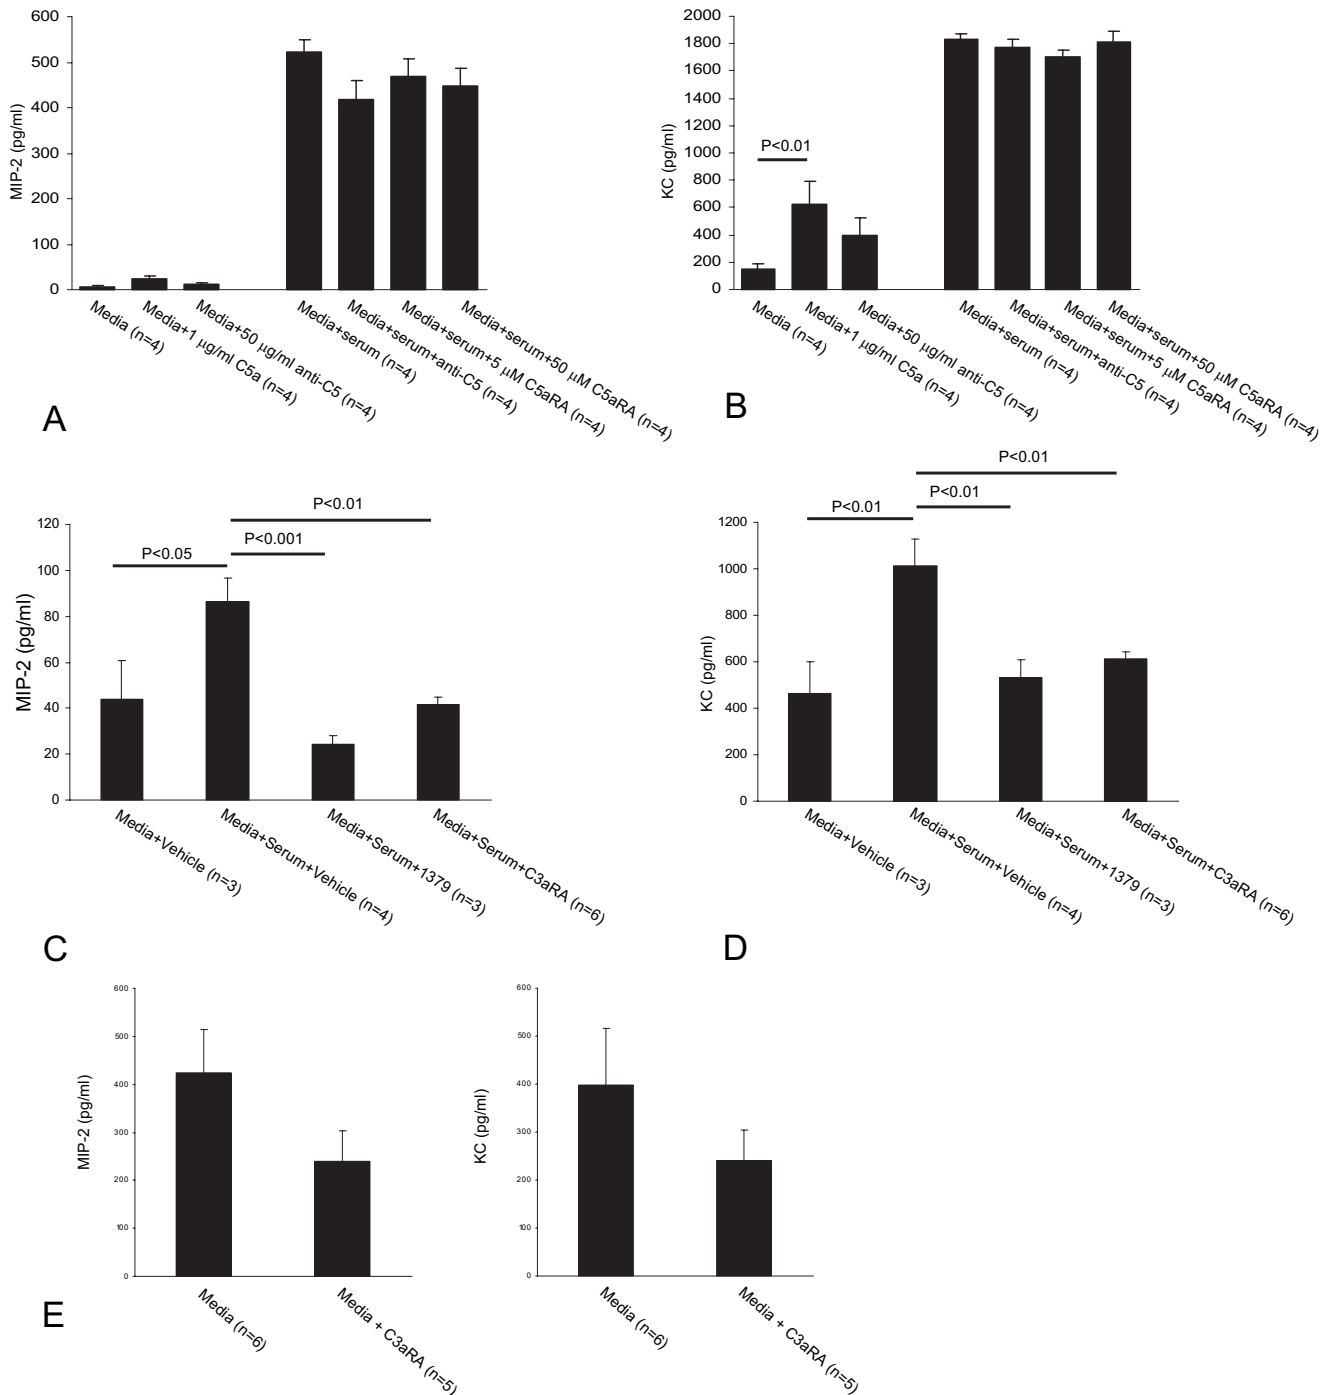 600
500
400
300
200
100
0
MIP-2 (pg/ml)
Media (n=4)
Media+1 μg/ml C5a (n=4)
Media+50 μg/ml anti-C5 (n=4)
Media+serum (n=4)
Media+serum+anti-C5 (n=4)
Media+serum+5 μM C5aRA (n=4)
Media+serum+50 μM C5aRA (n=4)
A
2000
1800
1600
1400
1200
1000
800
600
400
200
0
KC (pg/ml)
P<0.01
Media (n=4)
Media+1 μg/ml C5a (n=4)
Media+50 μg/ml anti-C5 (n=4)
Media+serum (n=4)
Media+serum+anti-C5 (n=4)
Media+serum+5 μM C5aRA (n=4)
Media+serum+50 μM C5aRA (n=4)
B
120
100
80
60
40
20
0
MIP-2 (pg/ml)
P<0.01
P<0.001
P<0.05
Media+Vehicle (n=3)
Media+Serum+Vehicle (n=4)
Media+Serum+1379 (n=3)
Media+Serum+C3aRA (n=6)
C
1200
1000
800
600
400
200
0
KC (pg/ml)
P<0.01
P<0.01
P<0.01
Media+Vehicle (n=3)
Media+Serum+Vehicle (n=4)
Media+Serum+1379 (n=3)
Media+Serum+C3aRA (n=6)
D
600
500
400
300
200
100
0
MIP-2 (pg/ml)
Media (n=6)
Media + C3aRA (n=5)
600
500
400
300
200
100
0
KC (pg/ml)
Media (n=6)
Media + C3aRA (n=5)
E